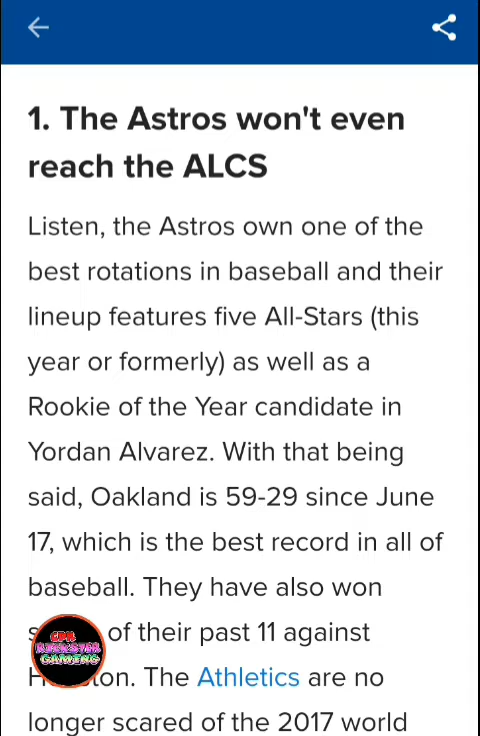 1. The Astros won't even
reach the ALCS
Listen, the Astros own one of the
best rotations in baseball and their
lineup features five All-Stars (this
year or formerly) as well as a
Rookie of the Year candidate in
Yordan Alvarez. With that being
said, Oakland is 59-29 since June
17, which is the best record in all of
baseball. They have also won
of their past 11 against
The Athletics are no
longer scared of the 2017 world
GAMING